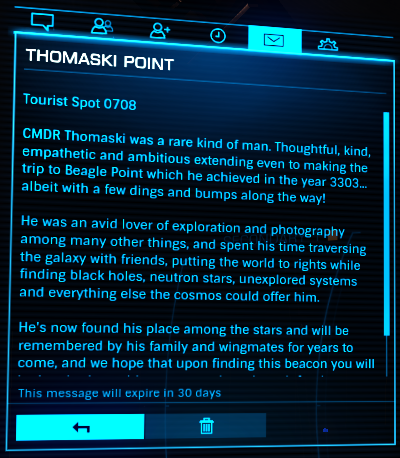 THOMASKI POINT
Tourist Spot 0708
CMDR Thomaski was a rare kind of man. Thoughtful, kind,
empathetic and ambitious extending even to making the
trip to Beagle Point which he achieved in the year 3303...
albeit with a few dings and bumps along the way!
He was an avid lover of exploration and photography
among many other things, and spent his time traversing
the galaxy with friends, putting the world to rights while
finding black holes, neutron stars, unexplored systems
and everything else the cosmos could offer him.
He's now found his place among the stars and will be
remembered by his family and wingmates for years to
come, and we hope that upon finding this beacon you will
This message will expire in 30 days